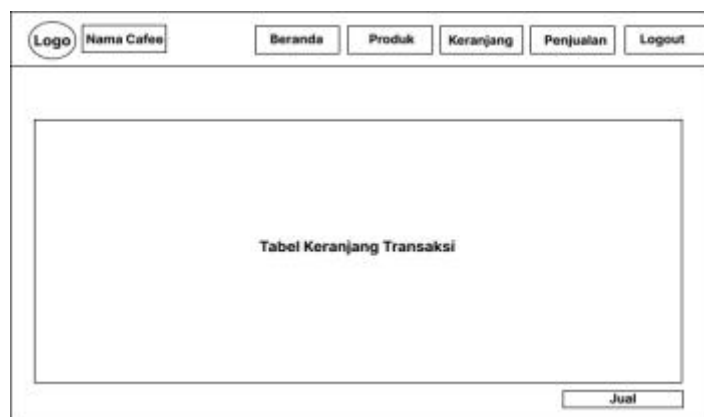 Logo Nama Cafee Beranda Produk Keranjang Penjualan Logout
Tabel Keranjang Transaksi
Jual